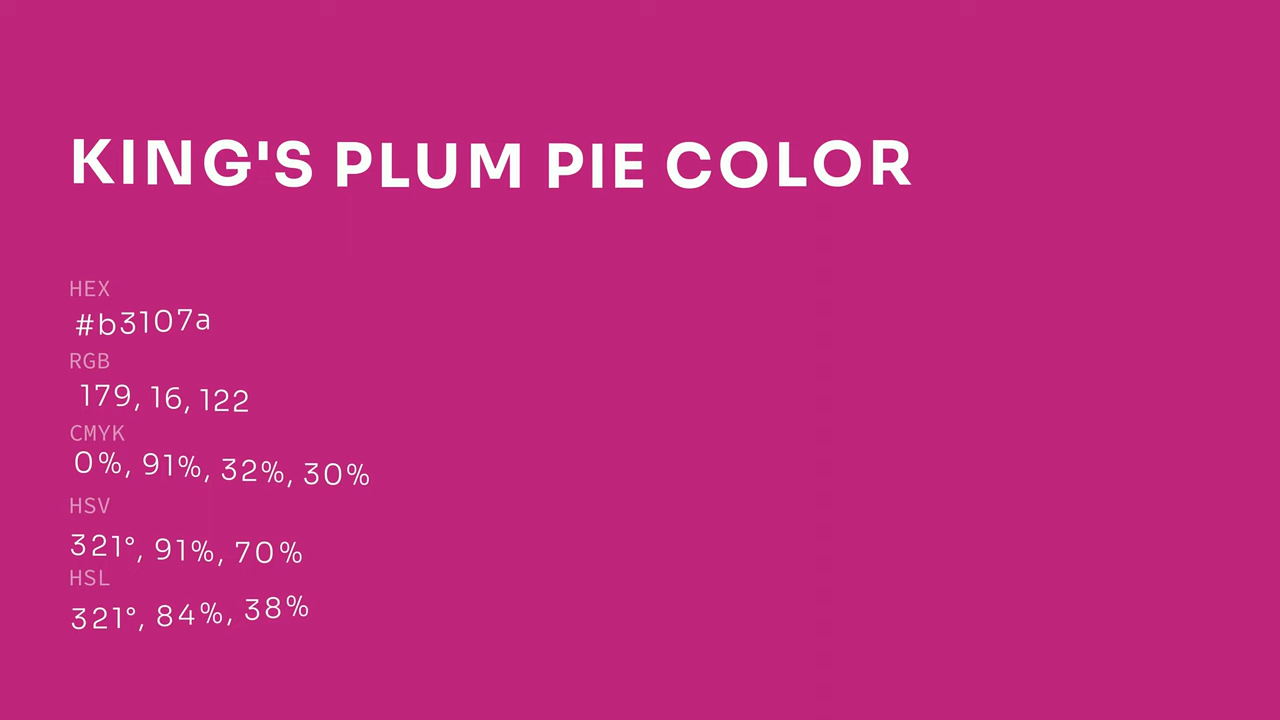 KING'S PLUM PIE COLOR
HEX
#b3107a
RGB
179, 16, 122
CMYK
0%, 91%, 32%, 30%
HSV
321°, 91%, 70%
HSL
321°, 84%, 38%